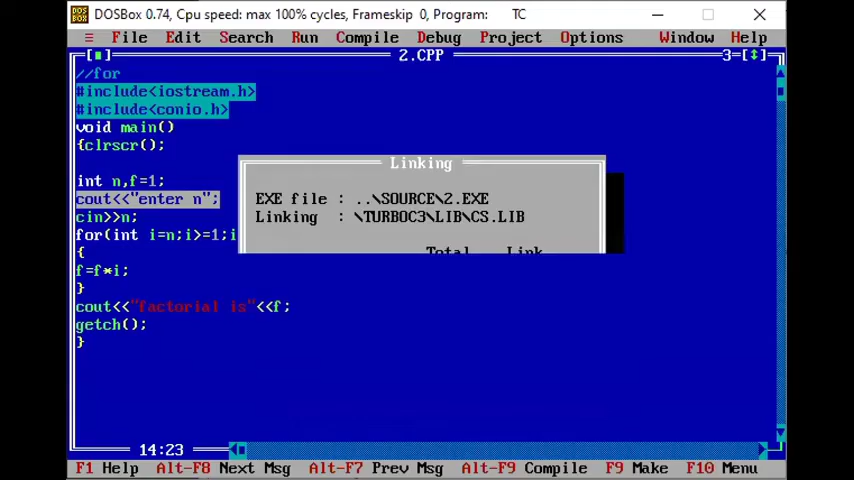 DOSBox 0.74, Cpu speed: max 100% cycles, Frameskip 0, Program: TC
≡ File Edit Search Run Compile Debug Project Options Window Help
[■] 2.CPP 3=[↕]
//for
#include<iostream.h>
#include<conio.h>
void main()
{clrscr();
int n,f=1;
cout<<"enter n";
cin>>n;
for(int i=n;i>=1;i
{
f=f*i;
}
cout<<"factorial is"<<f;
getch();
}
Linking
EXE file : ..\SOURCE\2.EXE
Linking : \TURBOC3\LIB\CS.LIB
Total Link
14:23
F1 Help Alt-F8 Next Msg Alt-F7 Prev Msg Alt-F9 Compile F9 Make F10 Menu